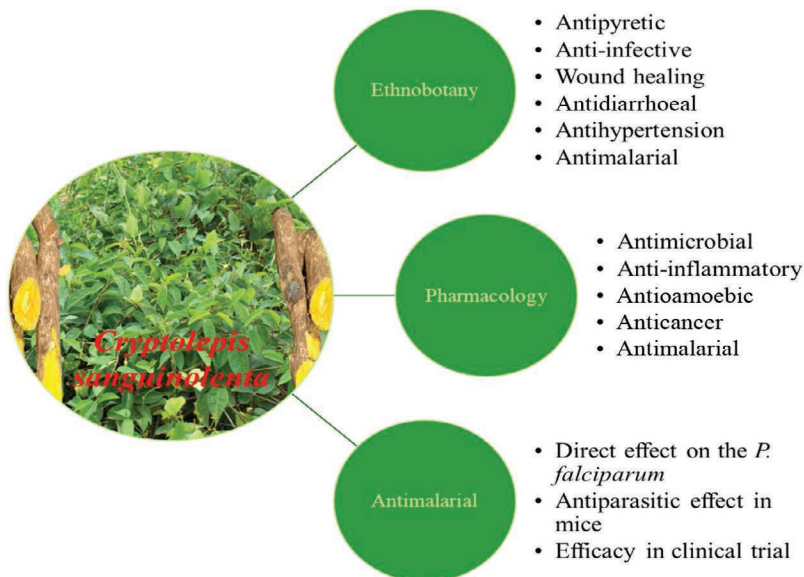 Ethnobotany
• Antipyretic
• Anti-infective
• Wound healing
• Antidiarrhoeal
• Antihypertension
• Antimalarial
Cryptolepis
sanguinolenta
Pharmacology
• Antimicrobial
• Anti-inflammatory
• Antioamoebic
• Anticancer
• Antimalarial
Antimalarial
• Direct effect on the P.
falciparum
• Antiparasitic effect in
mice
• Efficacy in clinical trial